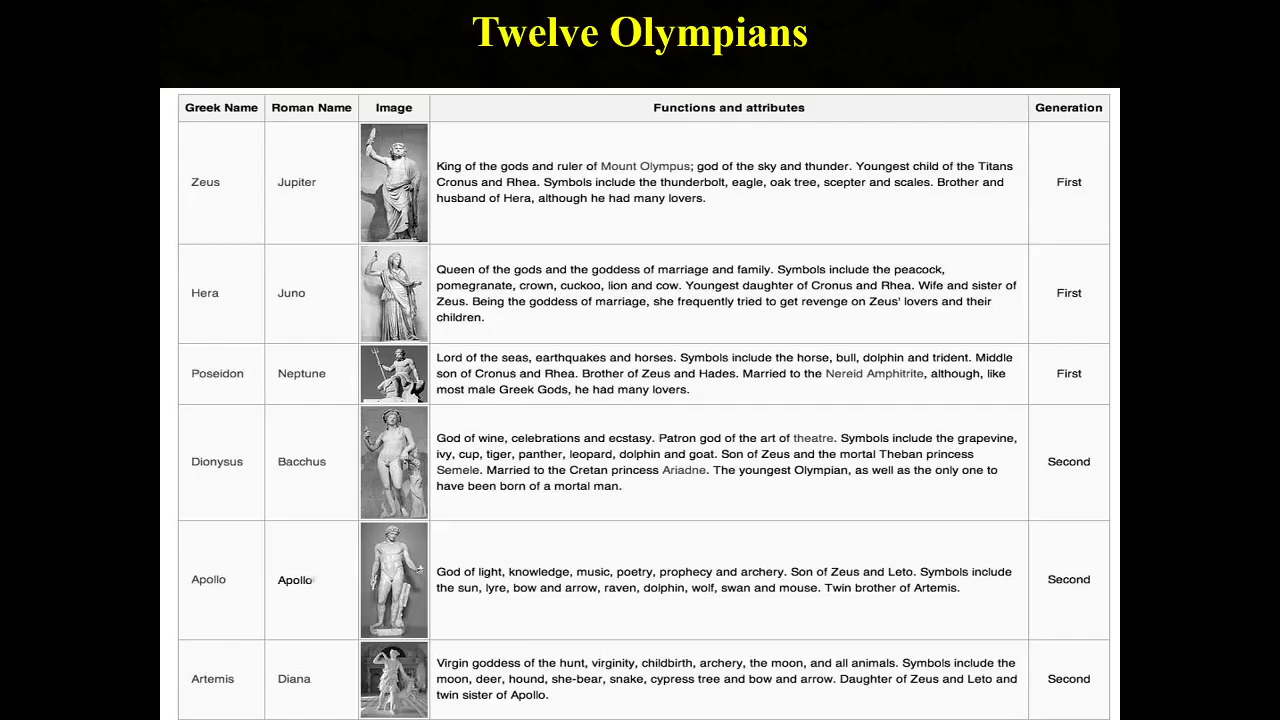 Twelve Olympians
Greek Name Roman Name Image Functions and attributes Generation
Zeus Jupiter First
King of the gods and ruler of Mount Olympus; god of the sky and thunder. Youngest child of the Titans
Cronus and Rhea. Symbols include the thunderbolt, eagle, oak tree, scepter and scales. Brother and
husband of Hera, although he had many lovers.
Hera Juno First
Queen of the gods and the goddess of marriage and family. Symbols include the peacock,
pomegranate, crown, cuckoo, lion and cow. Youngest daughter of Cronus and Rhea. Wife and sister of
Zeus. Being the goddess of marriage, she frequently tried to get revenge on Zeus' lovers and their
children.
Poseidon Neptune First
Lord of the seas, earthquakes and horses. Symbols include the horse, bull, dolphin and trident. Middle
son of Cronus and Rhea. Brother of Zeus and Hades. Married to the Nereid Amphitrite, although, like
most male Greek Gods, he had many lovers.
Dionysus Bacchus Second
God of wine, celebrations and ecstasy. Patron god of the art of theatre. Symbols include the grapevine,
ivy, cup, tiger, panther, leopard, dolphin and goat. Son of Zeus and the mortal Theban princess
Semele. Married to the Cretan princess Ariadne. The youngest Olympian, as well as the only one to
have been born of a mortal man.
Apollo Apollo Second
God of light, knowledge, music, poetry, prophecy and archery. Son of Zeus and Leto. Symbols include
the sun, lyre, bow and arrow, raven, dolphin, wolf, swan and mouse. Twin brother of Artemis.
Artemis Diana Second
Virgin goddess of the hunt, virginity, childbirth, archery, the moon, and all animals. Symbols include the
moon, deer, hound, she-bear, snake, cypress tree and bow and arrow. Daughter of Zeus and Leto and
twin sister of Apollo.